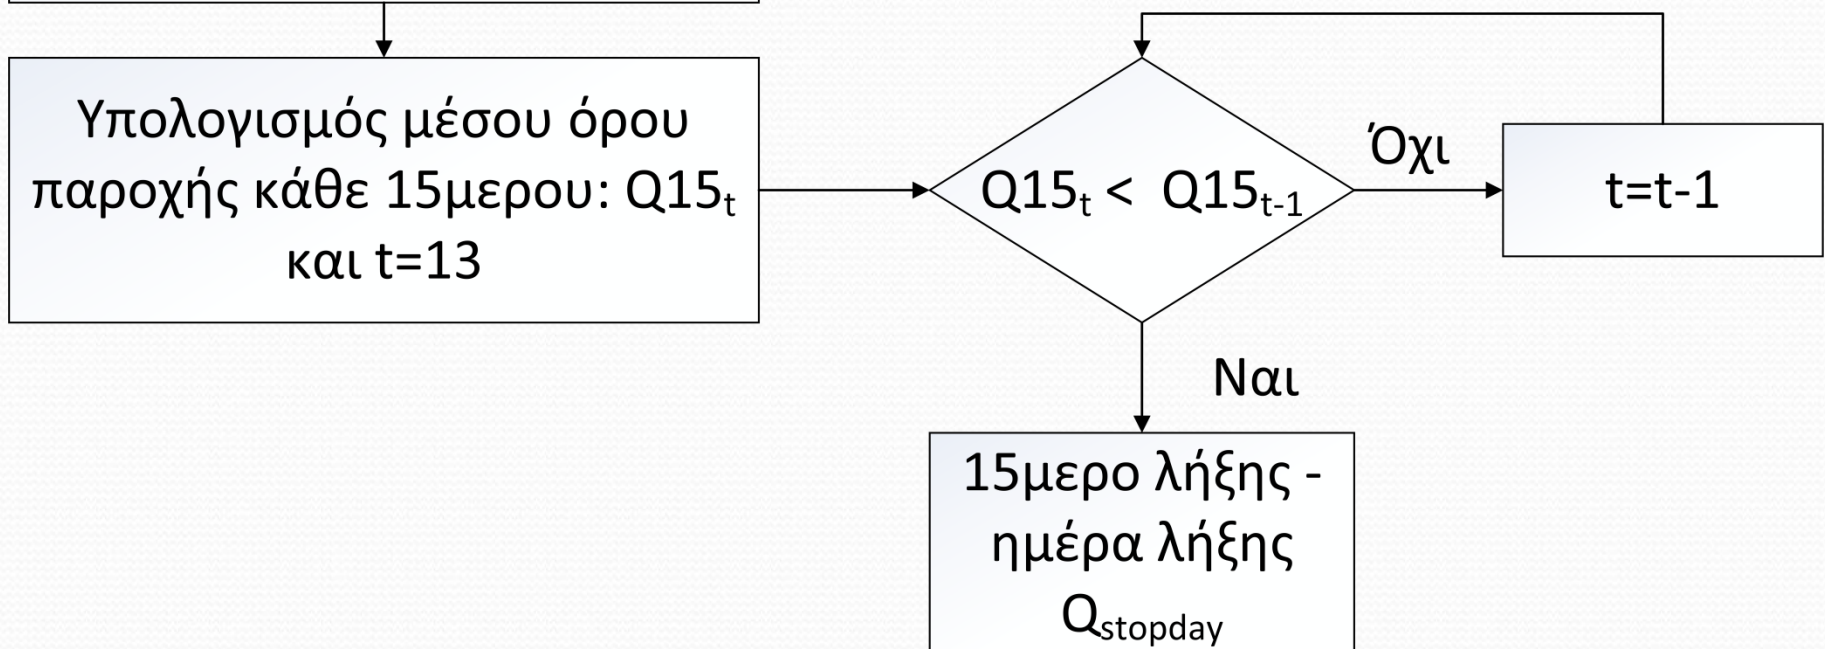 Υπολογισμός μέσου όρου
παροχής κάθε 15μερου: Q15t
και t=13
Q15t < Q15t-1
Όχι
t=t-1
Ναι
15μερο λήξης -
ημέρα λήξης
Qstopday